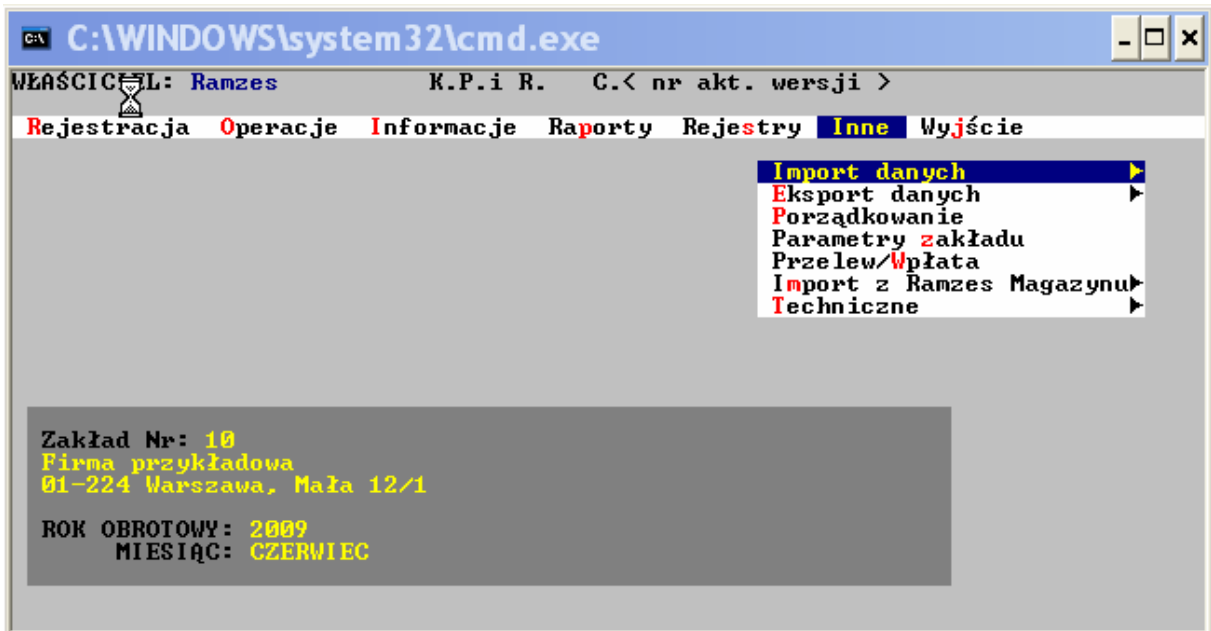 C:\WINDOWS\system32\cmd.exe
Ramzes K.P.i R. C.< nr akt. wersji >
Rejestracja Operacje Informacje Raporty Rejestry Inne Wyjście
Import danych
Eksport danych
Porządkowanie
Parametry zakładu
Przelew/Wpłata
Import z Ramzes Magazynu
Techniczne
Zakład Nr: 10
Firma przykładowa
01-224 Warszawa, Mała 12/1
ROK OBROTOWY: 2009
MIESIĄC: CZERWIEC